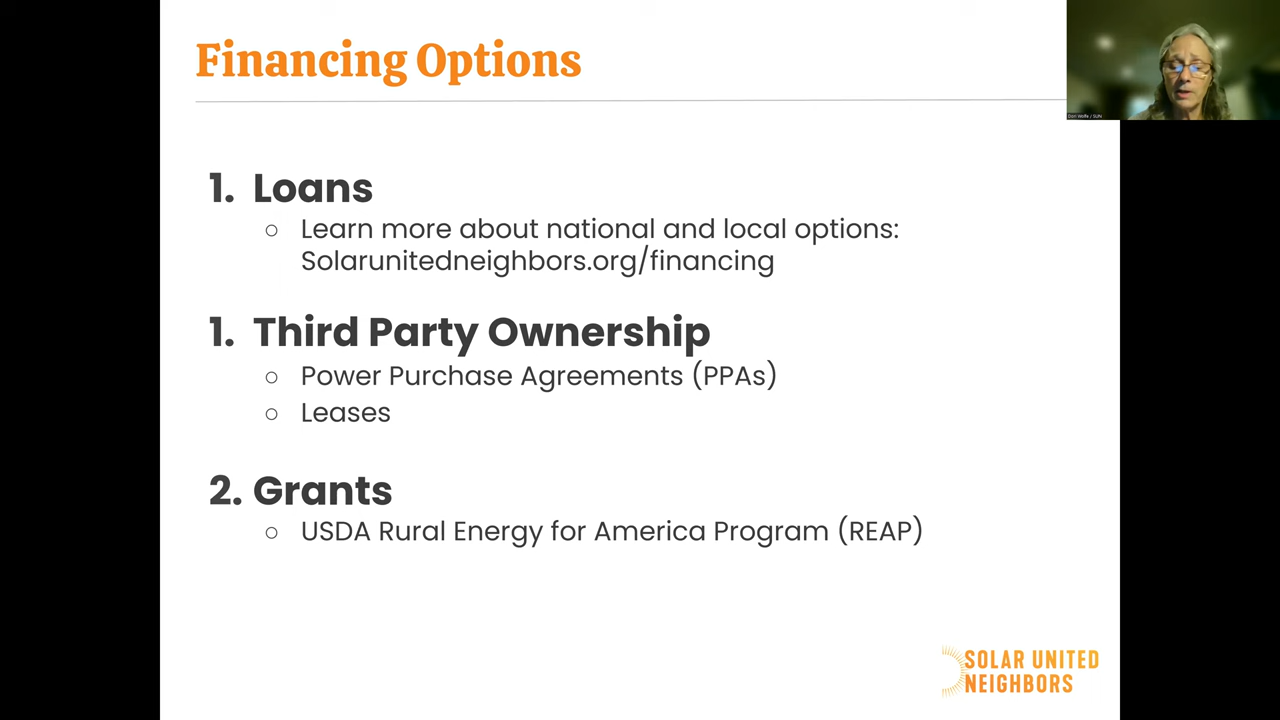 Financing Options
1. Loans
○ Learn more about national and local options:
Solarunitedneighbors.org/financing
1. Third Party Ownership
○ Power Purchase Agreements (PPAs)
○ Leases
2. Grants
○ USDA Rural Energy for America Program (REAP)
SOLAR UNITED
NEIGHBORS